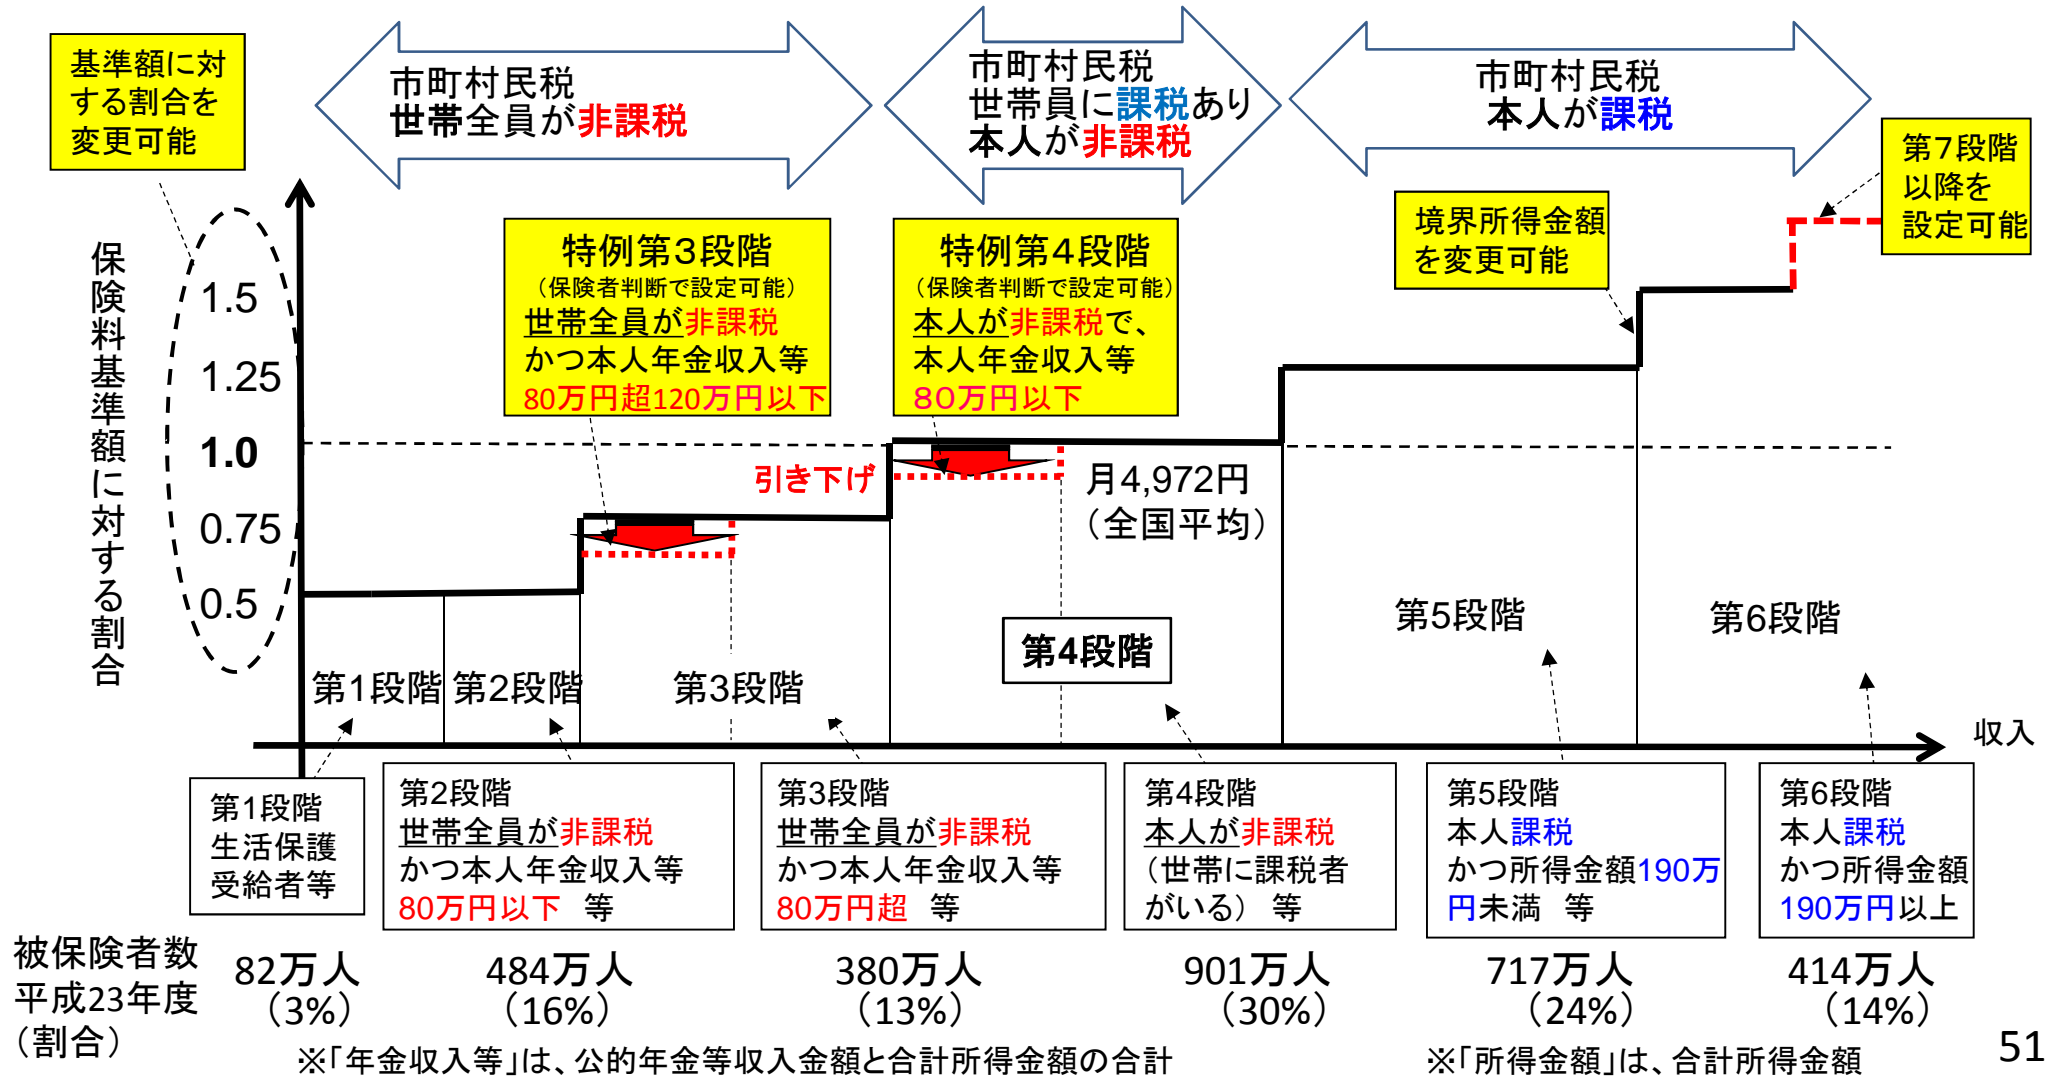 基準額に対
する割合を
変更可能
市町村民税
世帯全員が非課税
市町村民税
世帯員に課税あり
本人が非課税
市町村民税
本人が課税
第7段階
以降を
設定可能
境界所得金額
を変更可能
特例第3段階
（保険者判断で設定可能）
世帯全員が非課税
かつ本人年金収入等
80万円超120万円以下
特例第4段階
（保険者判断で設定可能）
本人が非課税で、
本人年金収入等
80万円以下
保険料基準額に対する割合
1.5
1.25
1.0
0.75
0.5
引き下げ
月4,972円
（全国平均）
第1段階
第2段階
第3段階
第4段階
第5段階
第6段階
収入
第1段階
生活保護
受給者等
第2段階
世帯全員が非課税
かつ本人年金収入等
80万円以下　等
第3段階
世帯全員が非課税
かつ本人年金収入等
80万円超　等
第4段階
本人が非課税
（世帯に課税者
がいる）　等
第5段階
本人課税
かつ所得金額190万
円未満　等
第6段階
本人課税
かつ所得金額
190万円以上
被保険者数
平成23年度
（割合）
82万人
（3%）
484万人
（16%）
380万人
（13%）
901万人
（30%）
717万人
（24%）
414万人
（14%）
※「年金収入等」は、公的年金等収入金額と合計所得金額の合計
※「所得金額」は、合計所得金額
51